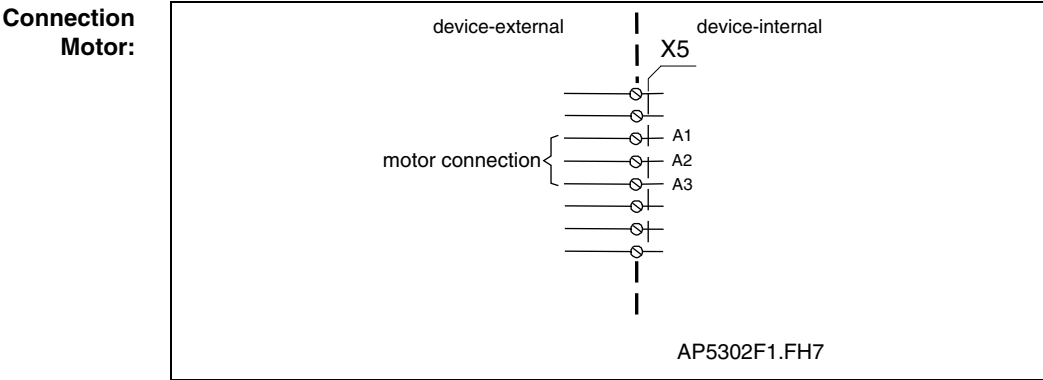 Connection
Motor:
device-external
device-internal
X5
A1
motor connection
A2
A3
AP5302F1.FH7